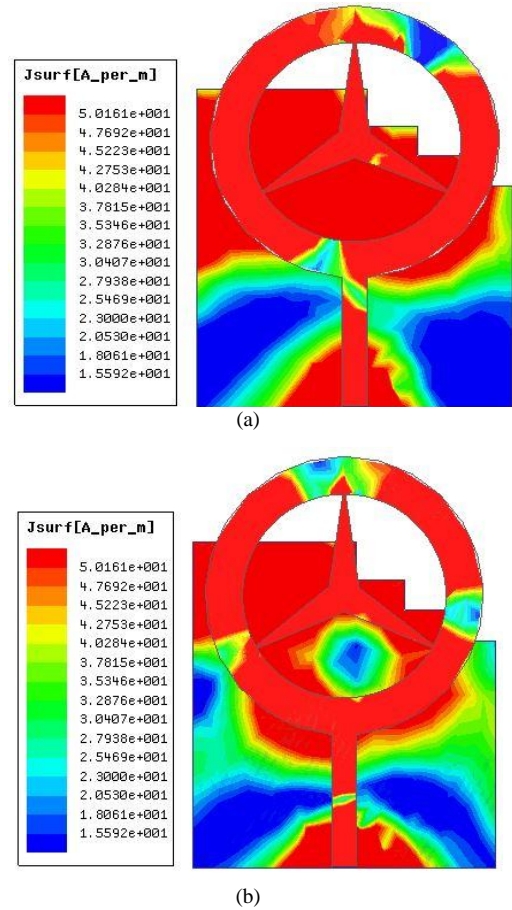 Jsurf[A_per_m]
5.0161e+001
4.7692e+001
4.5223e+001
4.2753e+001
4.0284e+001
3.7815e+001
3.5346e+001
3.2876e+001
3.0407e+001
2.7938e+001
2.5469e+001
2.3000e+001
2.0530e+001
1.8061e+001
1.5592e+001
(a)
Jsurf[A_per_m]
5.0161e+001
4.7692e+001
4.5223e+001
4.2753e+001
4.0284e+001
3.7815e+001
3.5346e+001
3.2876e+001
3.0407e+001
2.7938e+001
2.5469e+001
2.3000e+001
2.0530e+001
1.8061e+001
1.5592e+001
(b)